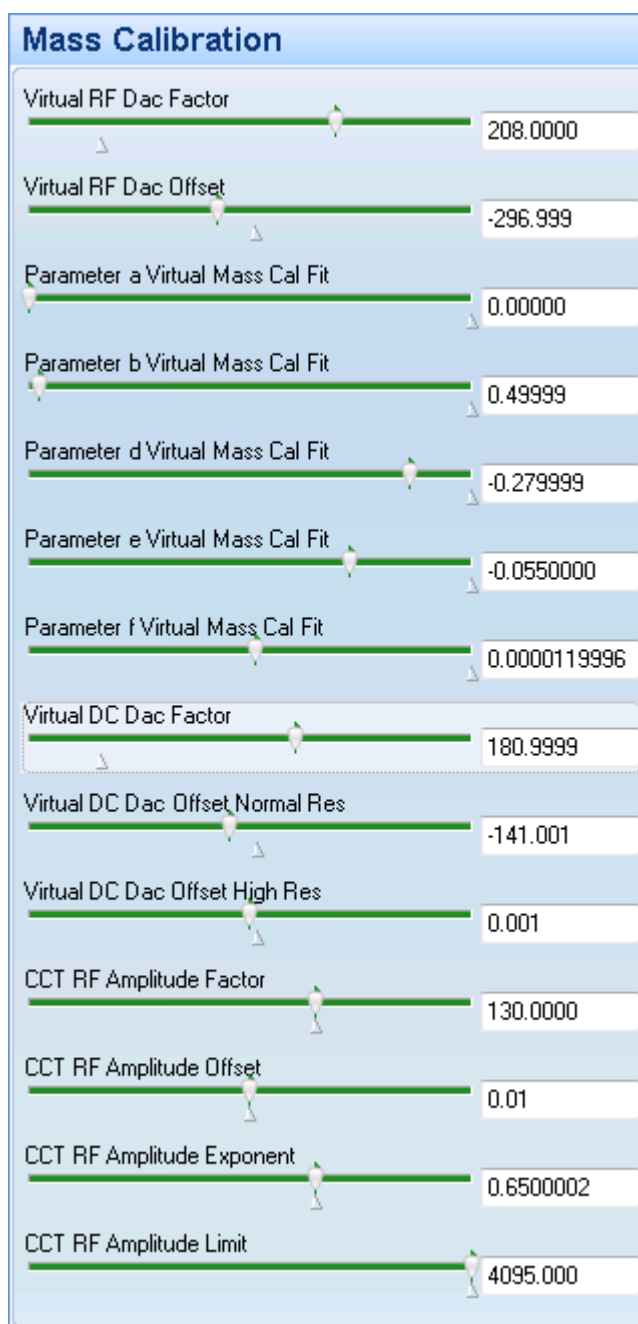 Mass Calibration
Virtual RF Dac Factor
208.0000
Virtual RF Dac Offset
-296.999
Parameter a Virtual Mass Cal Fit
0.00000
Parameter b Virtual Mass Cal Fit
0.49999
Parameter d Virtual Mass Cal Fit
-0.279999
Parameter e Virtual Mass Cal Fit
-0.0550000
Parameter f Virtual Mass Cal Fit
0.0000119996
Virtual DC Dac Factor
180.9999
Virtual DC Dac Offset Normal Res
-141.001
Virtual DC Dac Offset High Res
0.001
CCT RF Amplitude Factor
130.0000
CCT RF Amplitude Offset
0.01
CCT RF Amplitude Exponent
0.6500002
CCT RF Amplitude Limit
4095.000